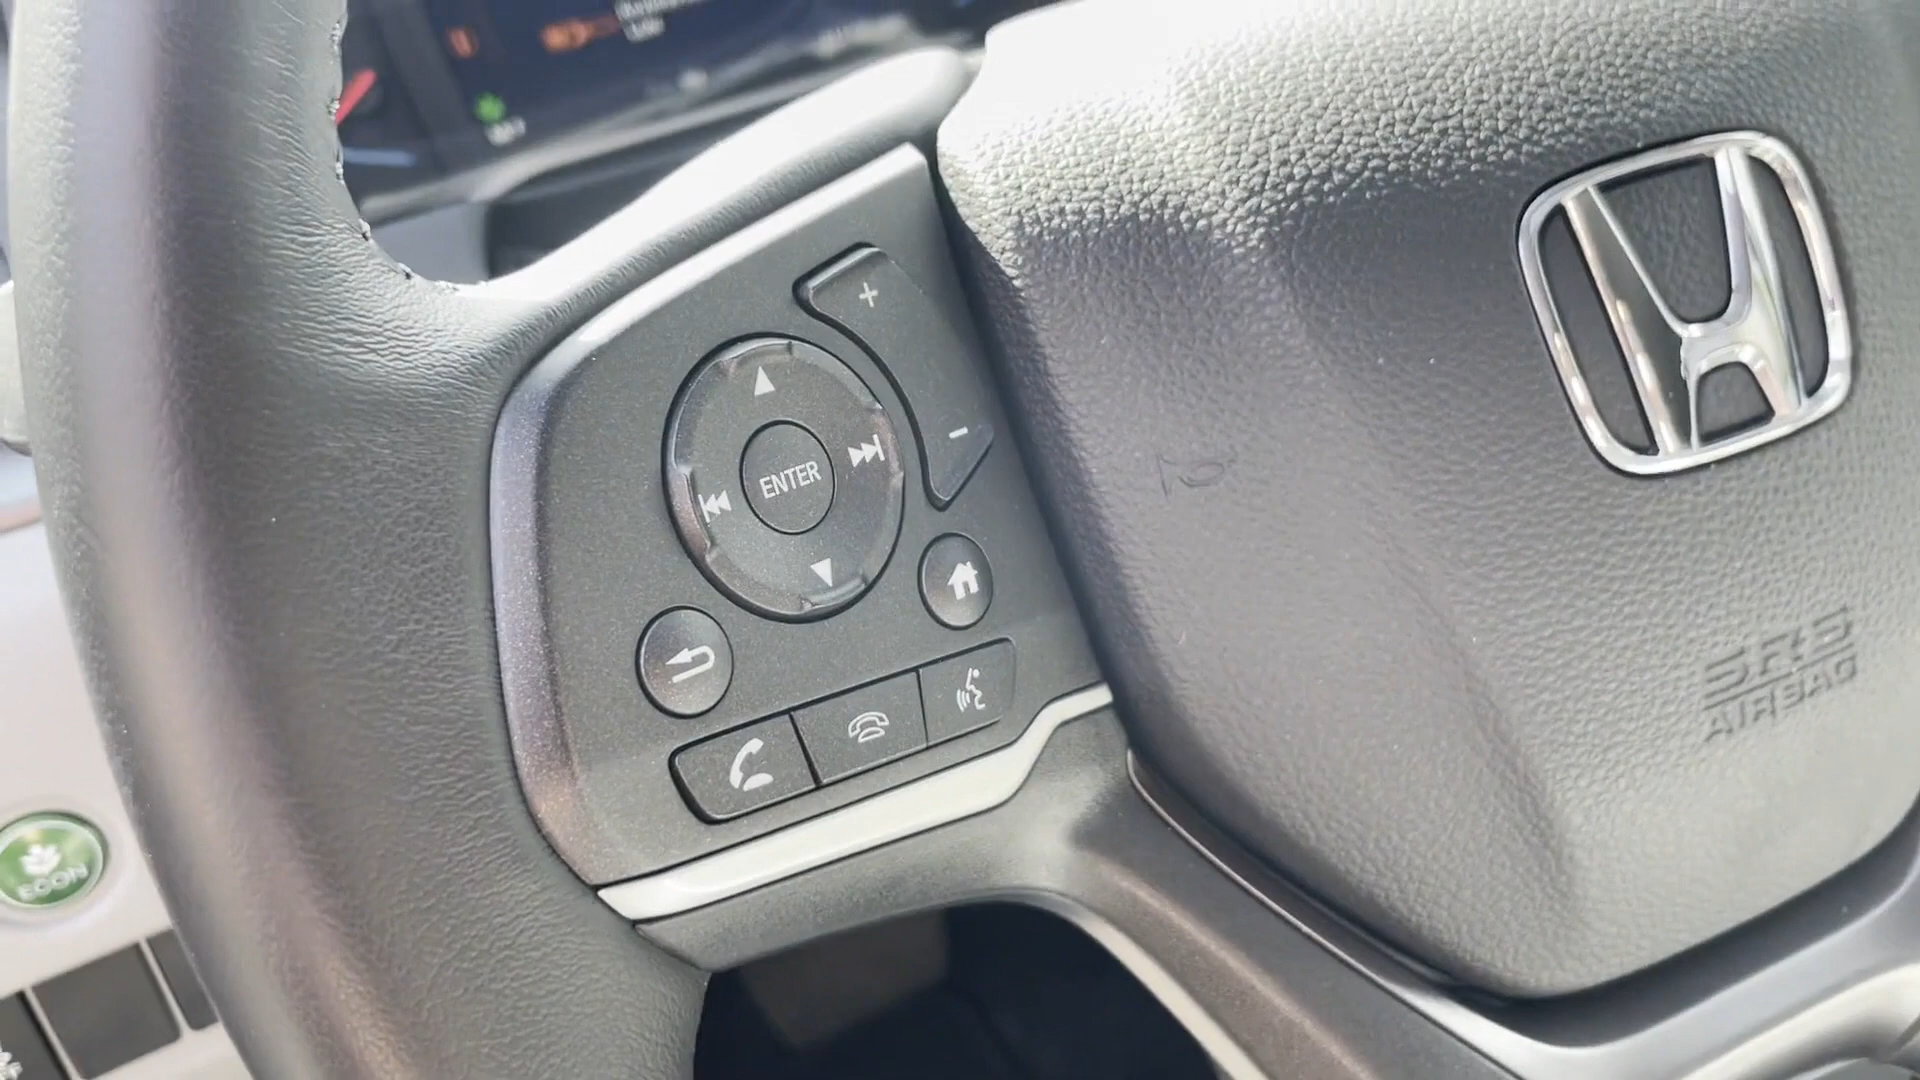 +
-
ENTER
SRS
AIRBAG
ECON